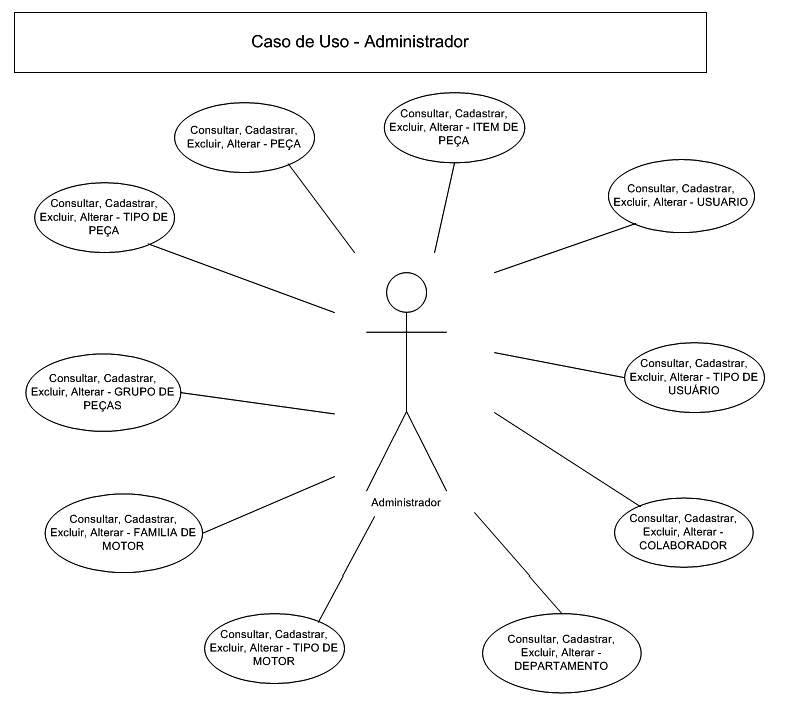 Caso de Uso - Administrador
Consultar, Cadastrar,
Excluir, Alterar - PEÇA
Consultar, Cadastrar,
Excluir, Alterar - ITEM DE
PEÇA
Consultar, Cadastrar,
Excluir, Alterar - TIPO DE
PEÇA
Consultar, Cadastrar,
Excluir, Alterar - USUARIO
Consultar, Cadastrar,
Excluir, Alterar - GRUPO DE
PEÇAS
Consultar, Cadastrar,
Excluir, Alterar - TIPO DE
USUÁRIO
Administrador
Consultar, Cadastrar,
Excluir, Alterar - FAMILIA DE
MOTOR
Consultar, Cadastrar,
Excluir, Alterar -
COLABORADOR
Consultar, Cadastrar,
Excluir, Alterar - TIPO DE
MOTOR
Consultar, Cadastrar,
Excluir, Alterar -
DEPARTAMENTO